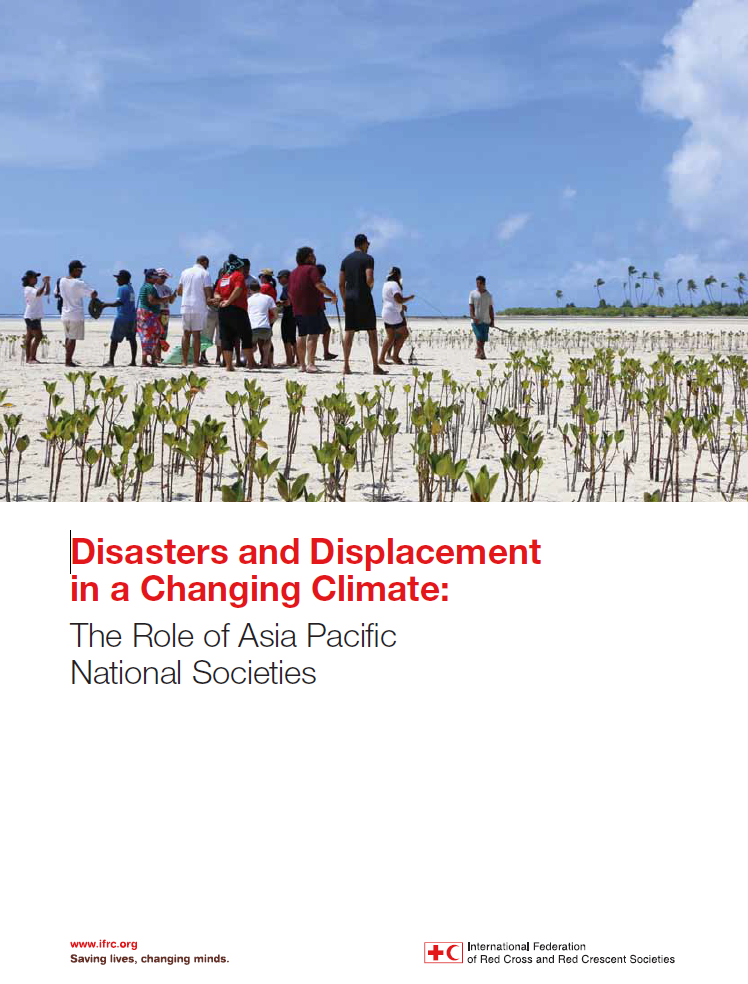 Disasters and Displacement
in a Changing Climate:
The Role of Asia Pacific
National Societies
www.ifrc.org
Saving lives, changing minds.
International Federation
of Red Cross and Red Crescent Societies